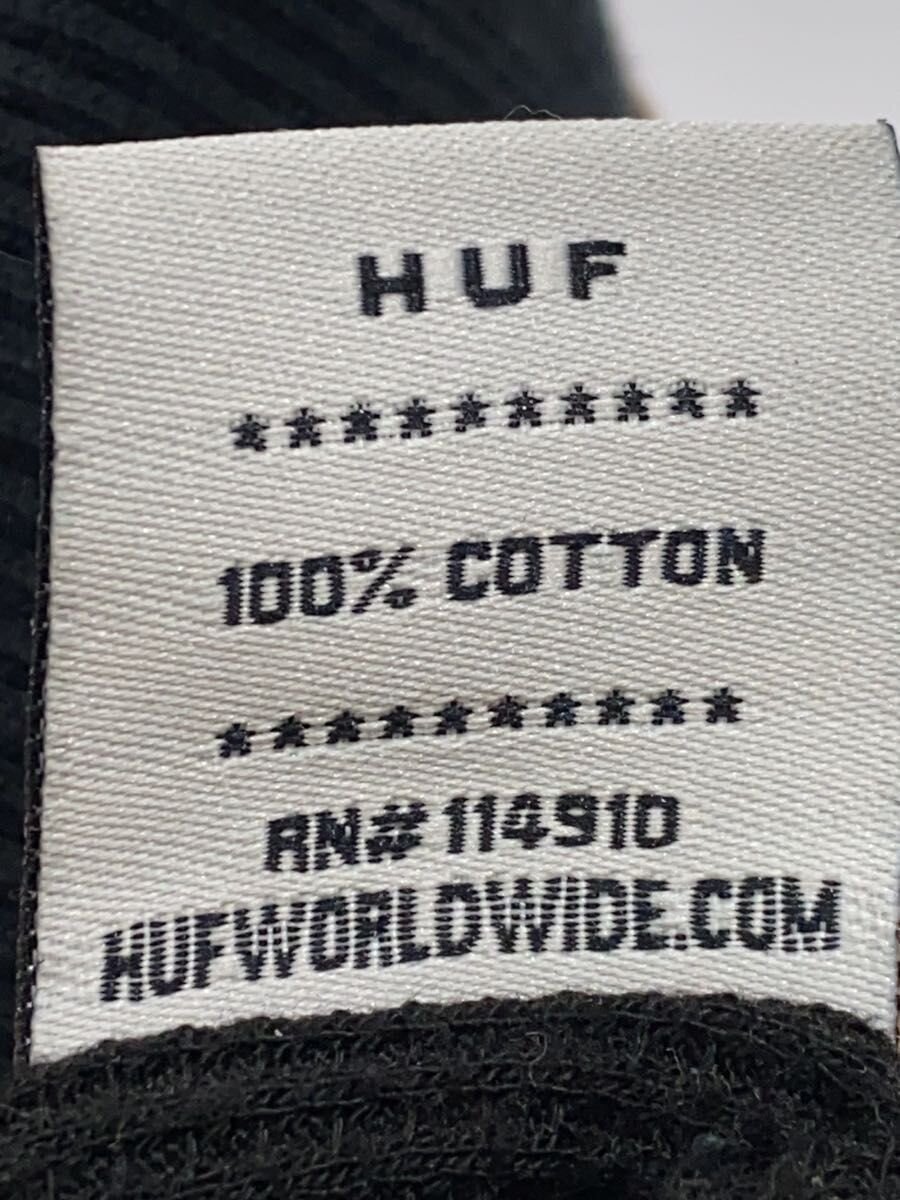 HUF
★★★★★★★★★★
100% COTTON
★★★★★★★★★★
RN# 114910
HUFWORLDWIDE.COM